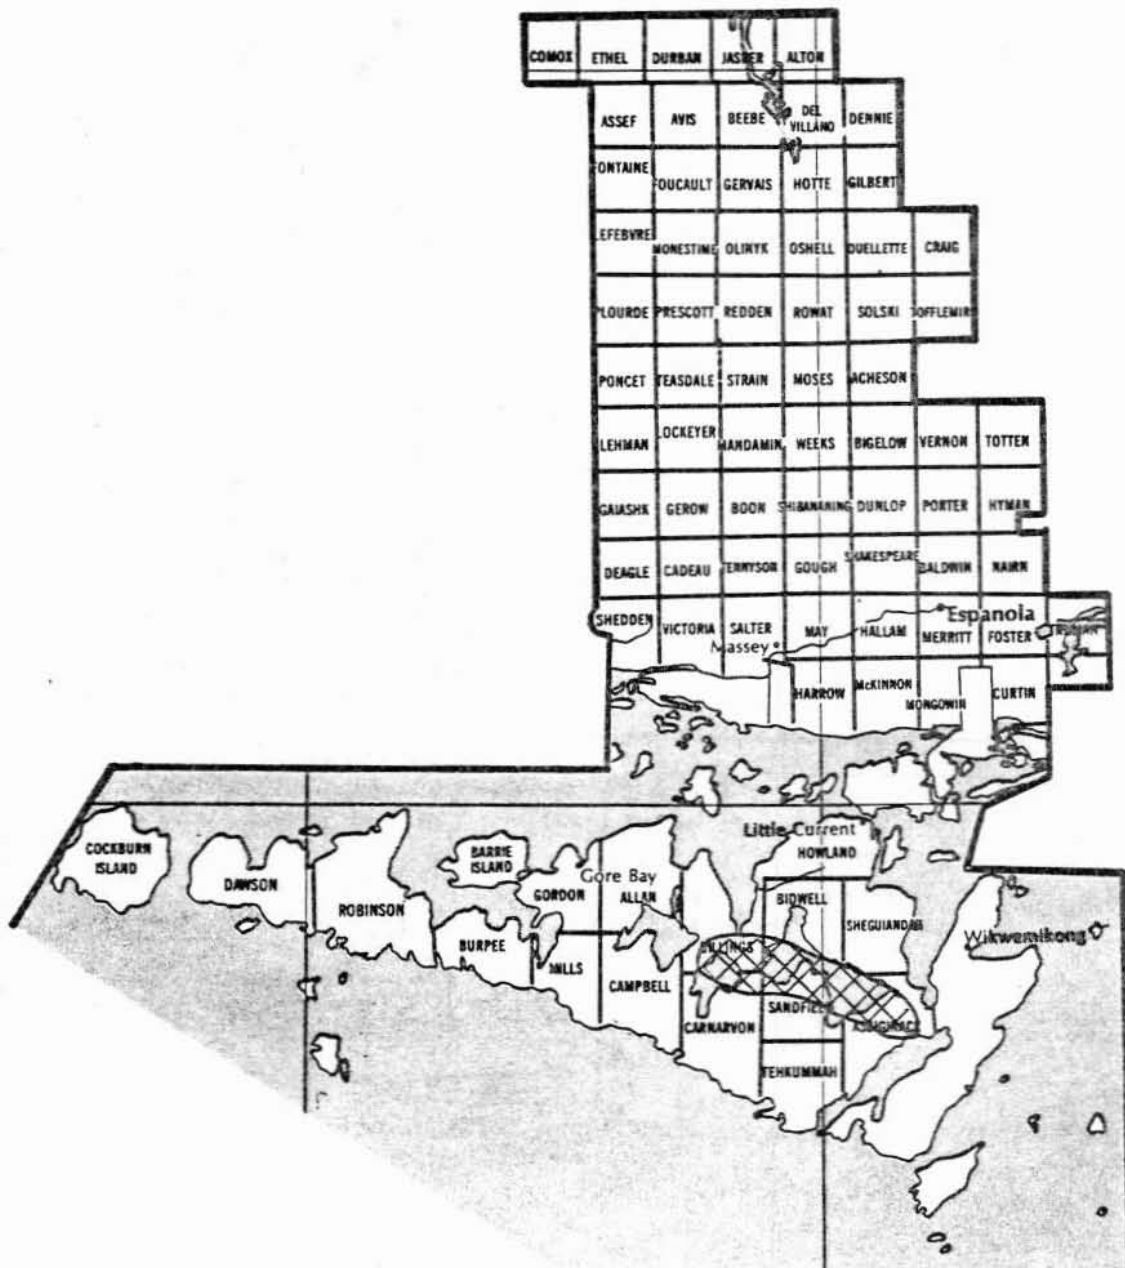 COMOX ETHEL DURBAN JASPER ALTON
ASSEF AVIS BEEBE DEL VILLANO DENNIE
FOUCAULT GERVAIS HOTTE GILBERT
MONESTIME OLINYK OSHELL OUELLETTE CRAIG
PRESCOTT REDDEN ROWAT SOLSKI
PONCET TEASDALE STRAIN MOSES ACHESON
LEHMAN LOCKEYER MANDAMIN WEEKS BIGELOW VERNON TOTTEN
GAIASHK GEROW BOON SHIBANANING DUNLOP PORTER HYMAN
DEAGLE CADEAU TENNYSON GOUGH SHAKESPEARE BALDWIN NAIRN
SHEDDEN VICTORIA SALTER MAY HALLAM MERRITT FOSTER
Espanola
Massey
HARROW McKINNON MONGOWIN CURTIN
Little Current
HOWLAND
COCKBURN
ISLAND
DAWSON
ROBINSON
BARRIE
ISLAND
GORDON
Gore Bay
ALLAN
BIDWELL
SHEGUIANDAH
Wikwemikong
BURPEE
MILLS
CAMPBELL
BILLINGS
CARNARVON
SANDFIELD
ASSIGINACK
TEHKUMMAH